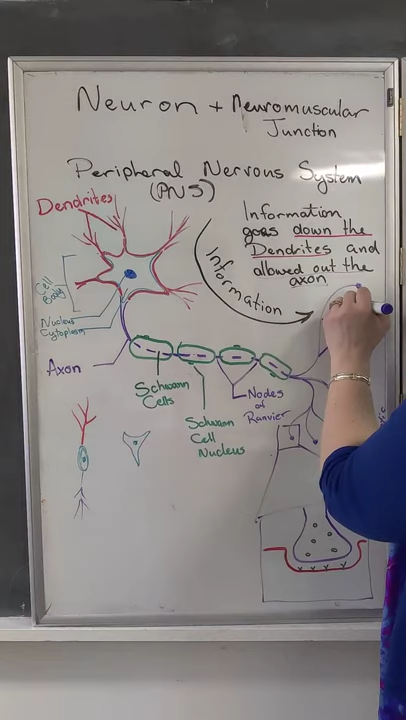 Neuron + Neuromuscular
Junction
Peripheral Nervous System
(PNS)
Dendrites
Information
goes down the
Dendrites and
allowed out the
axon
Information
Cell
Body
Nucleus
Cytoplasm
Axon
Schwann
Cells
Schwann
Cell
Nucleus
Nodes
of
Ranvier